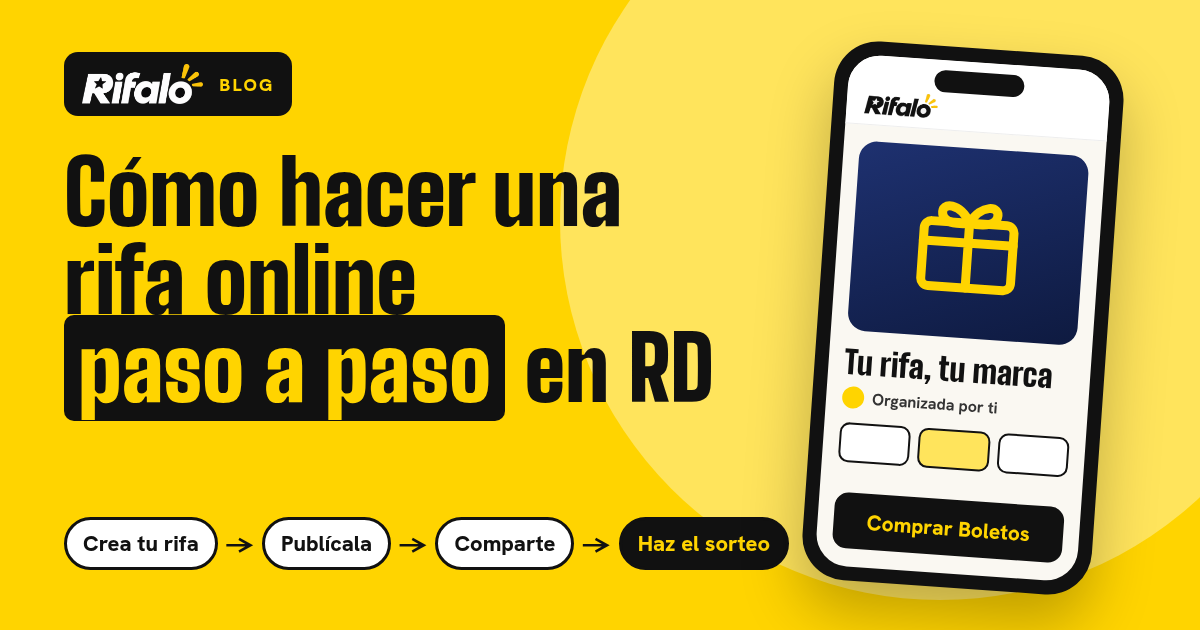 Rifalo BLOG
Cómo hacer una
rifa online
paso a paso en RD
Crea tu rifa → Publícala → Comparte → Haz el sorteo
Rifalo
Tu rifa, tu marca
Organizada por ti
Comprar Boletos